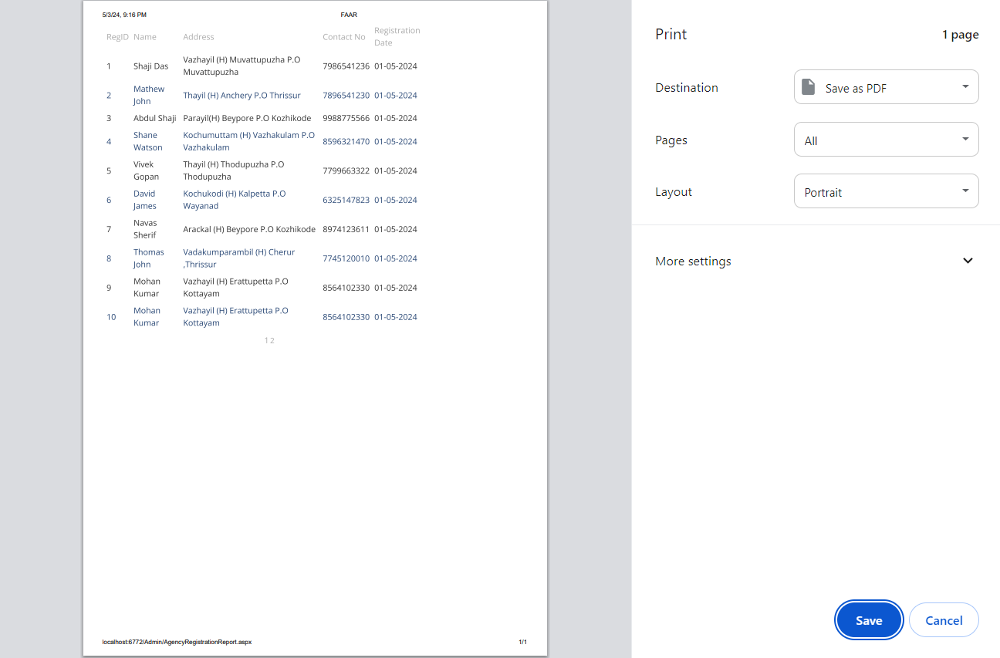 5/3/24, 9:16 PM FAAR
RegID Name Address Contact No Registration Date
1 Shaji Das Vazhayil (H) Muvattupuzha P.O Muvattupuzha 7986541236 01-05-2024
2 Mathew John Thayil (H) Anchery P.O Thrissur 7896541230 01-05-2024
3 Abdul Shaji Parayil(H) Beypore P.O Kozhikode 9988775566 01-05-2024
4 Shane Watson Kochumuttam (H) Vazhakulam P.O Vazhakulam 8596321470 01-05-2024
5 Vivek Gopan Thayil (H) Thodupuzha P.O Thodupuzha 7799663322 01-05-2024
6 David James Kochukodi (H) Kalpetta P.O Wayanad 6325147823 01-05-2024
7 Navas Sherif Arackal (H) Beypore P.O Kozhikode 8974123611 01-05-2024
8 Thomas John Vadakumparambil (H) Cherur ,Thrissur 7745120010 01-05-2024
9 Mohan Kumar Vazhayil (H) Erattupetta P.O Kottayam 8564102330 01-05-2024
10 Mohan Kumar Vazhayil (H) Erattupetta P.O Kottayam 8564102330 01-05-2024
1 2
localhost:6772/Admin/AgencyRegistrationReport.aspx 1/1
Print 1 page
Destination Save as PDF
Pages All
Layout Portrait
More settings
Save Cancel